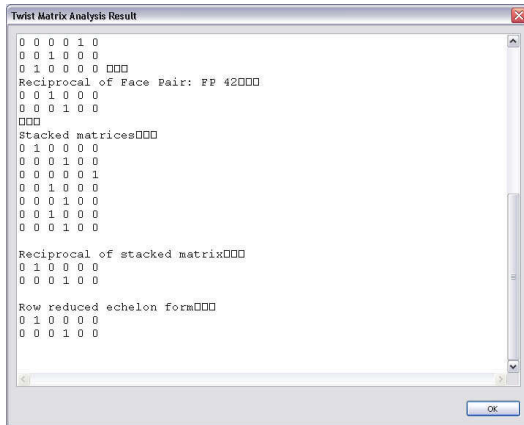 Twist Matrix Analysis Result
0 0 0 0 1 0
0 0 1 0 0 0
0 1 0 0 0 0 □□□
Reciprocal of Face Pair: FP 42□□□
0 0 1 0 0 0
0 0 0 1 0 0
□□□
Stacked matrices□□□
0 1 0 0 0 0
0 0 0 1 0 0
0 0 0 0 0 1
0 0 1 0 0 0
0 0 0 1 0 0
0 0 1 0 0 0
0 0 0 1 0 0
Reciprocal of stacked matrix□□□
0 1 0 0 0 0
0 0 0 1 0 0
Row reduced echelon form□□□
0 1 0 0 0 0
0 0 0 1 0 0
OK